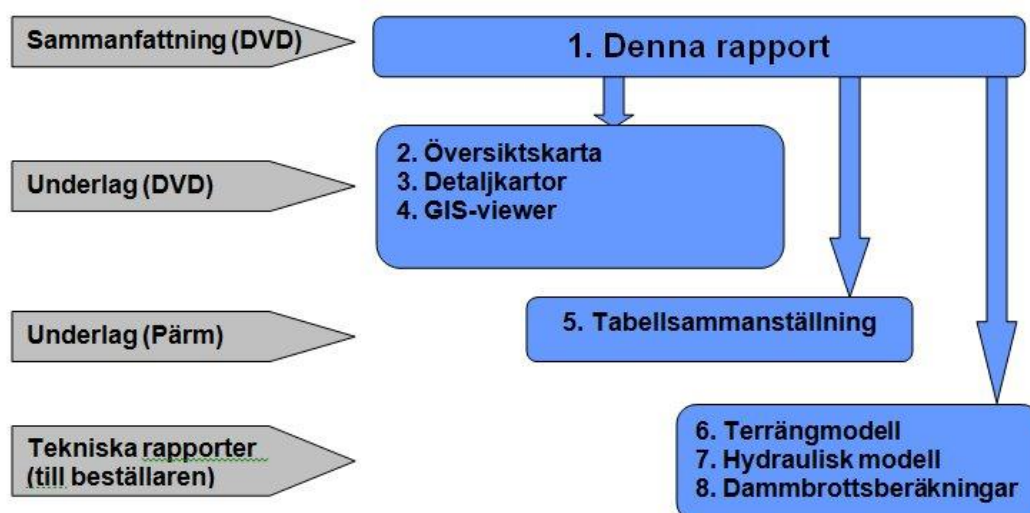 Sammanfattning (DVD)
1. Denna rapport
Underlag (DVD)
2. Översiktskarta
3. Detaljkartor
4. GIS-viewer
Underlag (Pärm)
5. Tabellsammanställning
Tekniska rapporter
(till beställaren)
6. Terrängmodell
7. Hydraulisk modell
8. Dammbrottsberäkningar